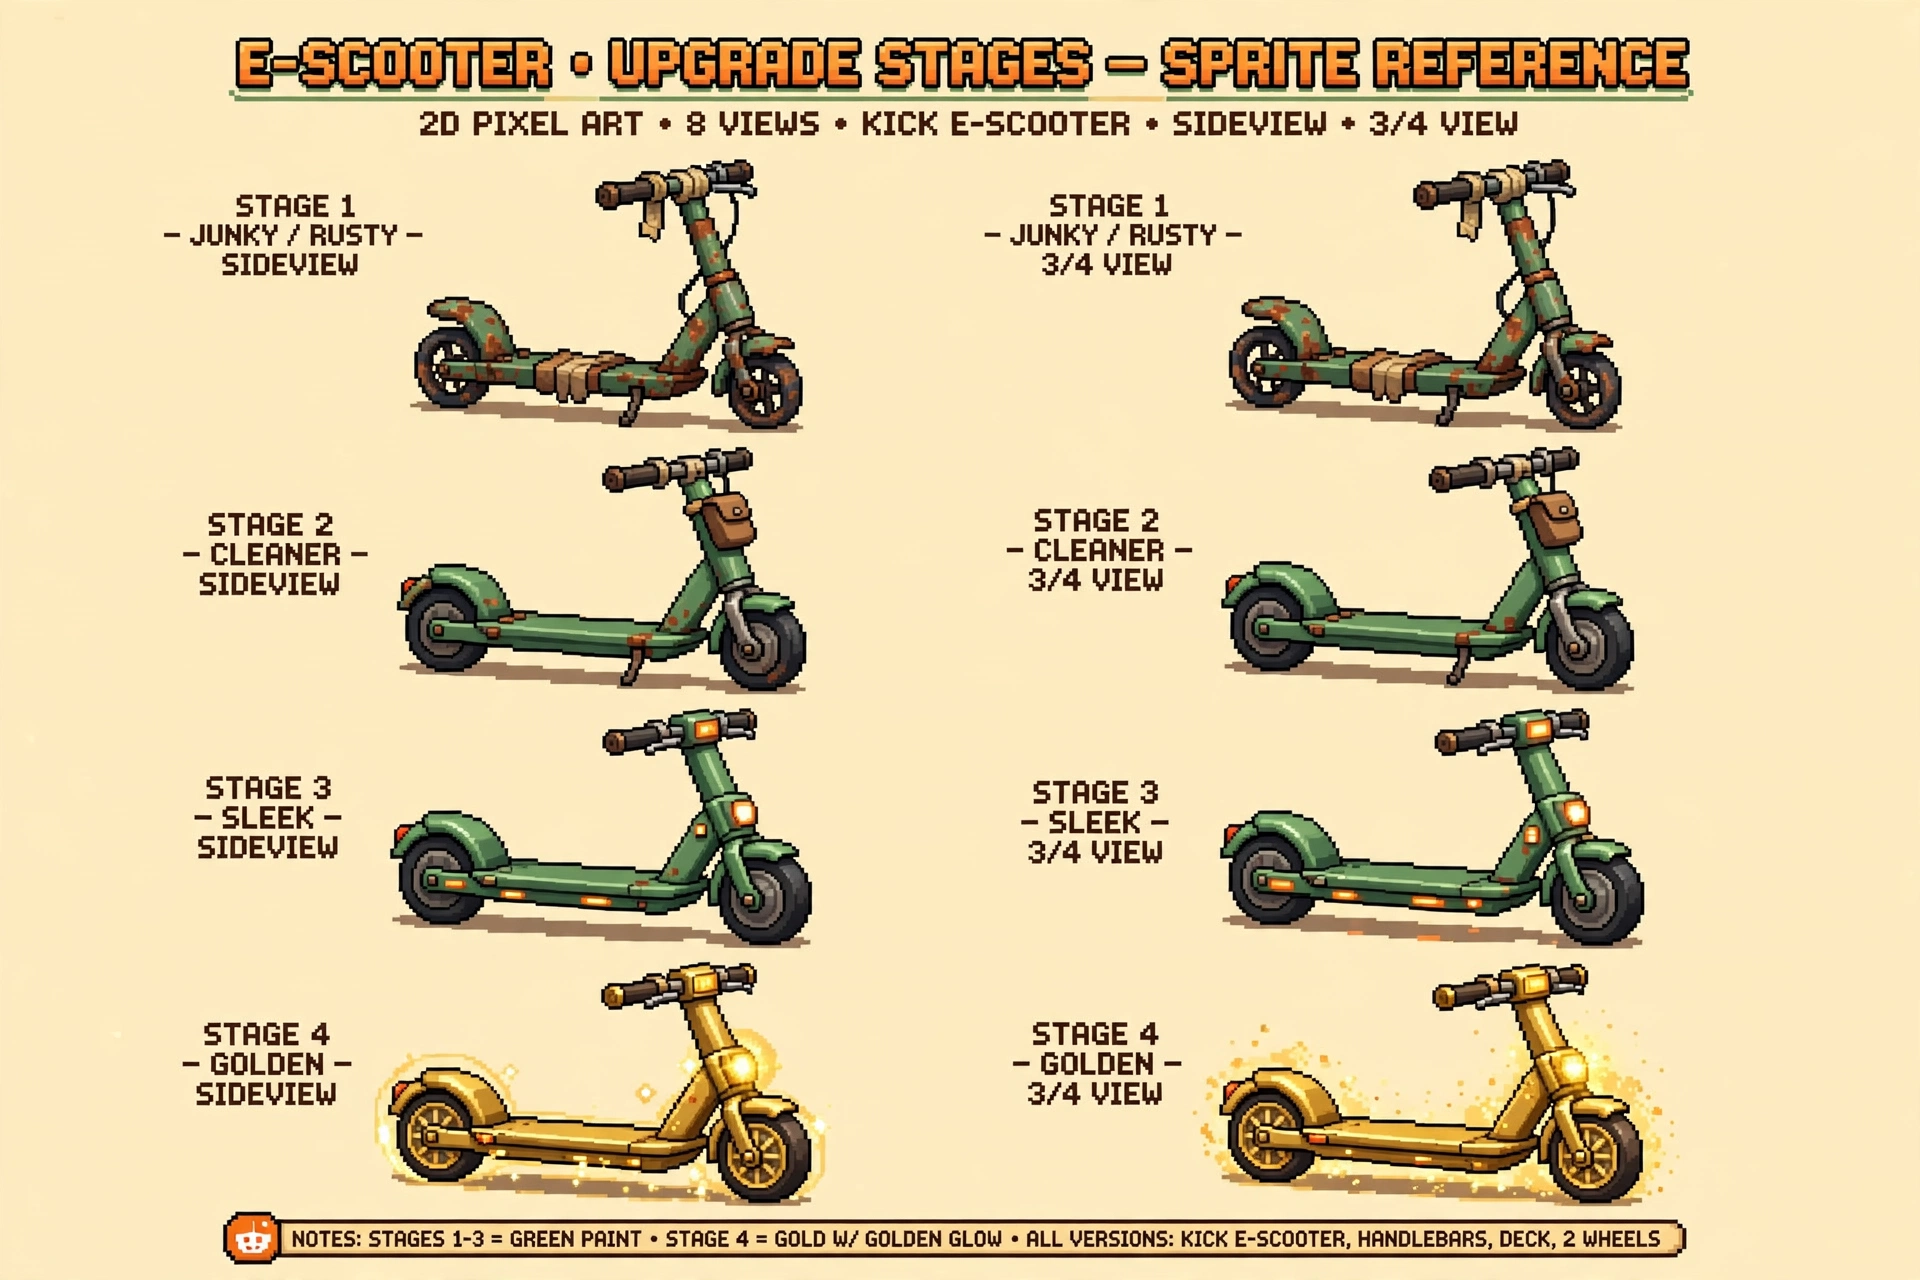 E-SCOOTER • UPGRADE STAGES — SPRITE REFERENCE
2D PIXEL ART • 8 VIEWS • KICK E-SCOOTER • SIDEVIEW • 3/4 VIEW
STAGE 1
– JUNKY / RUSTY –
SIDEVIEW
STAGE 1
– JUNKY / RUSTY –
3/4 VIEW
STAGE 2
– CLEANER –
SIDEVIEW
STAGE 2
– CLEANER –
3/4 VIEW
STAGE 3
– SLEEK –
SIDEVIEW
STAGE 3
– SLEEK –
3/4 VIEW
STAGE 4
– GOLDEN –
SIDEVIEW
STAGE 4
– GOLDEN –
3/4 VIEW
NOTES: STAGES 1-3 = GREEN PAINT • STAGE 4 = GOLD W/ GOLDEN GLOW • ALL VERSIONS: KICK E-SCOOTER, HANDLEBARS, DECK, 2 WHEELS